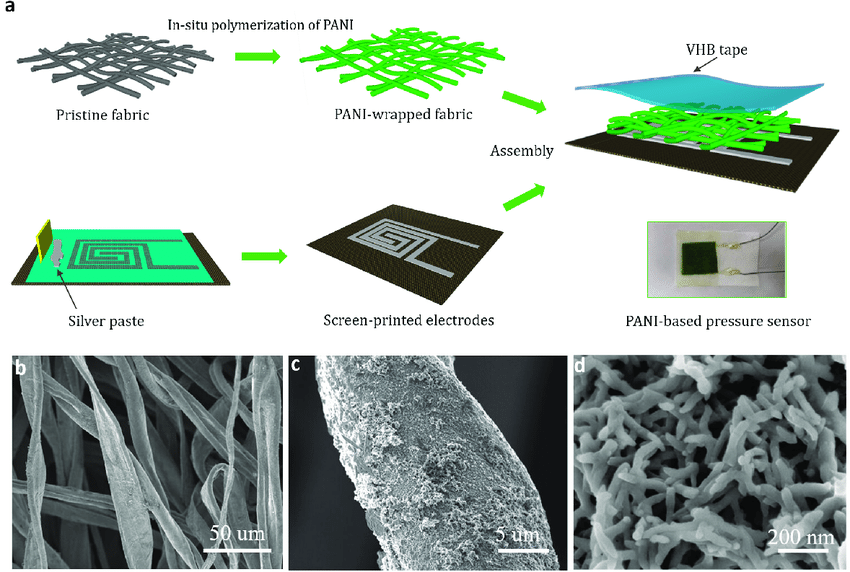 a
In-situ polymerization of PANI
VHB tape
Pristine fabric
PANI-wrapped fabric
Assembly
Silver paste
Screen-printed electrodes
PANI-based pressure sensor
b
50 um
c
5 um
d
200 nm